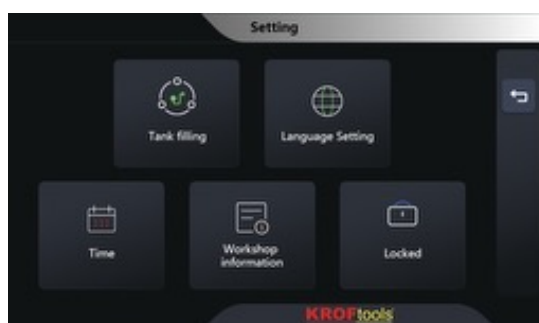 Setting
Tank filling
Language Setting
Time
Workshop
information
Locked
KROFtools